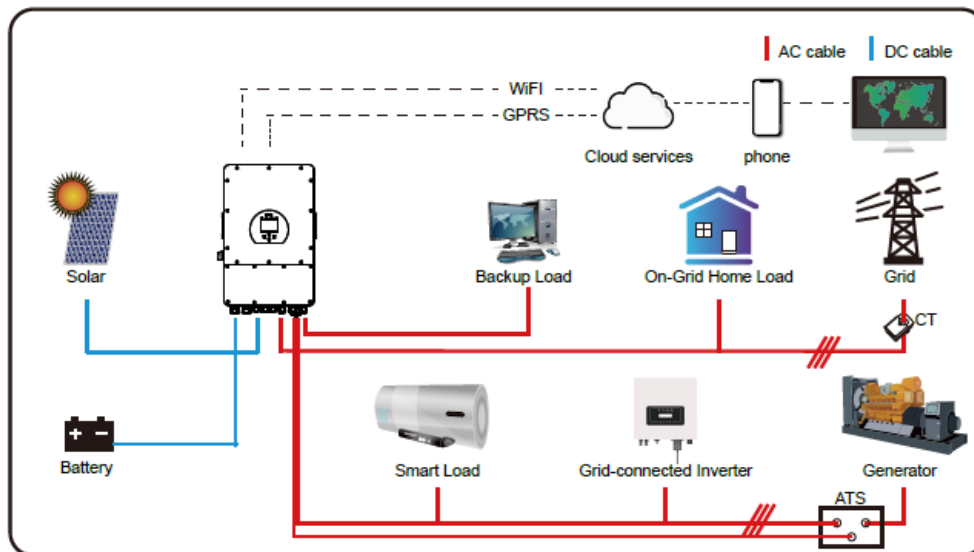 AC cable
DC cable
WiFI
GPRS
Cloud services
phone
Solar
Backup Load
On-Grid Home Load
Grid
CT
Battery
Smart Load
Grid-connected Inverter
Generator
ATS